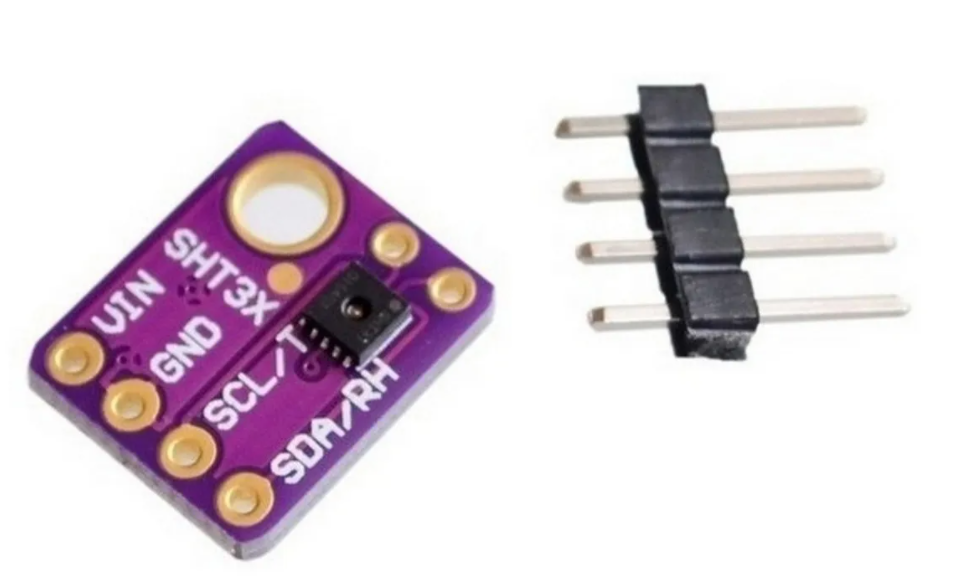 SHT3X
VIN
GND
SCL/T
SDA/RH